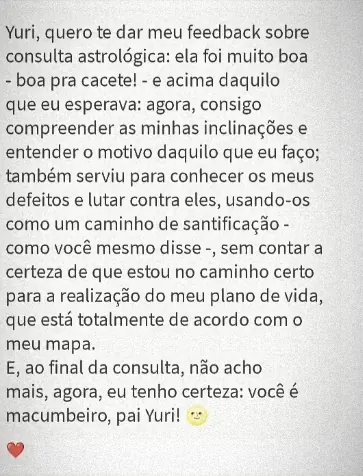 Yuri, quero te dar meu feedback sobre
consulta astrológica: ela foi muito boa
- boa pra cacete! - e acima daquilo
que eu esperava: agora, consigo
compreender as minhas inclinações e
entender o motivo daquilo que eu faço;
também serviu para conhecer os meus
defeitos e lutar contra eles, usando-os
como um caminho de santificação -
como você mesmo disse -, sem contar a
certeza de que estou no caminho certo
para a realização do meu plano de vida,
que está totalmente de acordo com o
meu mapa.
E, ao final da consulta, não acho
mais, agora, eu tenho certeza: você é
macumbeiro, pai Yuri! 🌝
❤️